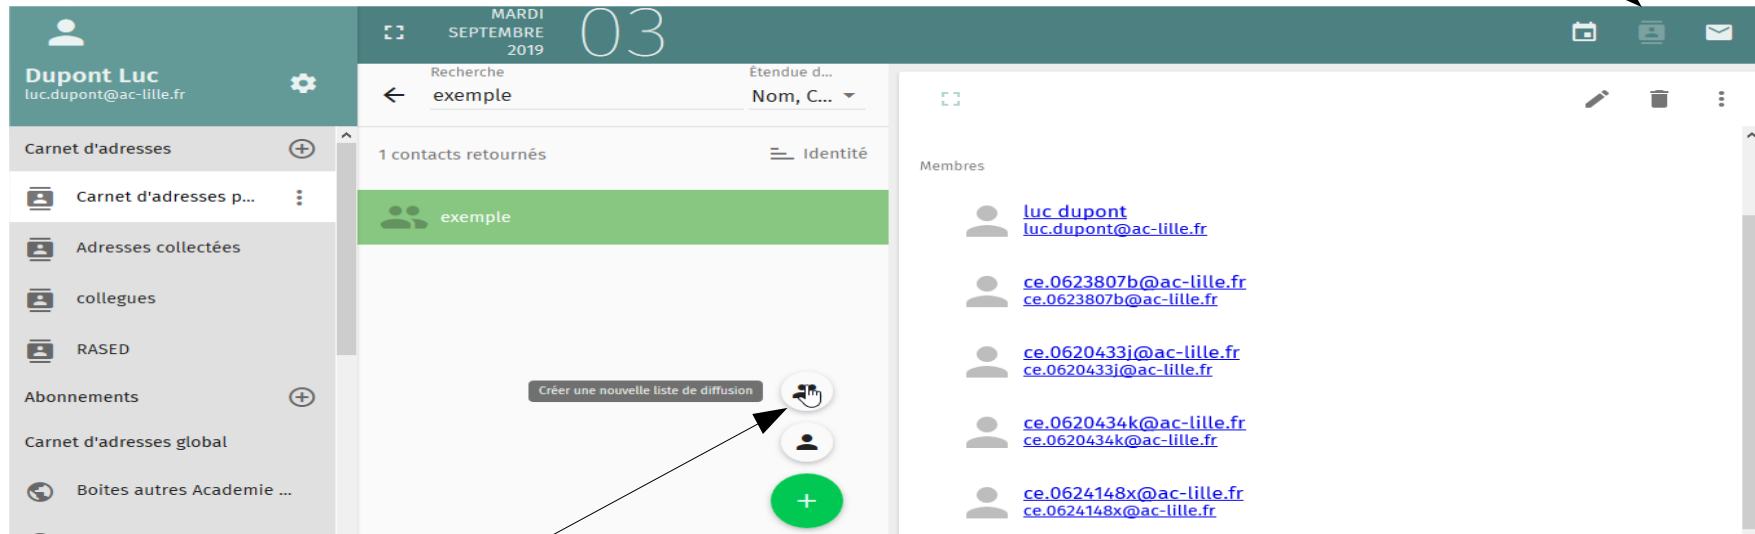 MARDI
SEPTEMBRE
2019
03
Dupont Luc
luc.dupont@ac-lille.fr
Carnet d'adresses
Carnet d'adresses p...
Adresses collectées
collegues
RASED
Abonnements
Carnet d'adresses global
Boites autres Academie ...
Recherche
exemple
Étendue d...
Nom, C...
1 contacts retournés
Identité
exemple
Créer une nouvelle liste de diffusion
Membres
luc dupont
luc.dupont@ac-lille.fr
ce.0623807b@ac-lille.fr
ce.0623807b@ac-lille.fr
ce.0620433j@ac-lille.fr
ce.0620433j@ac-lille.fr
ce.0620434k@ac-lille.fr
ce.0620434k@ac-lille.fr
ce.0624148x@ac-lille.fr
ce.0624148x@ac-lille.fr